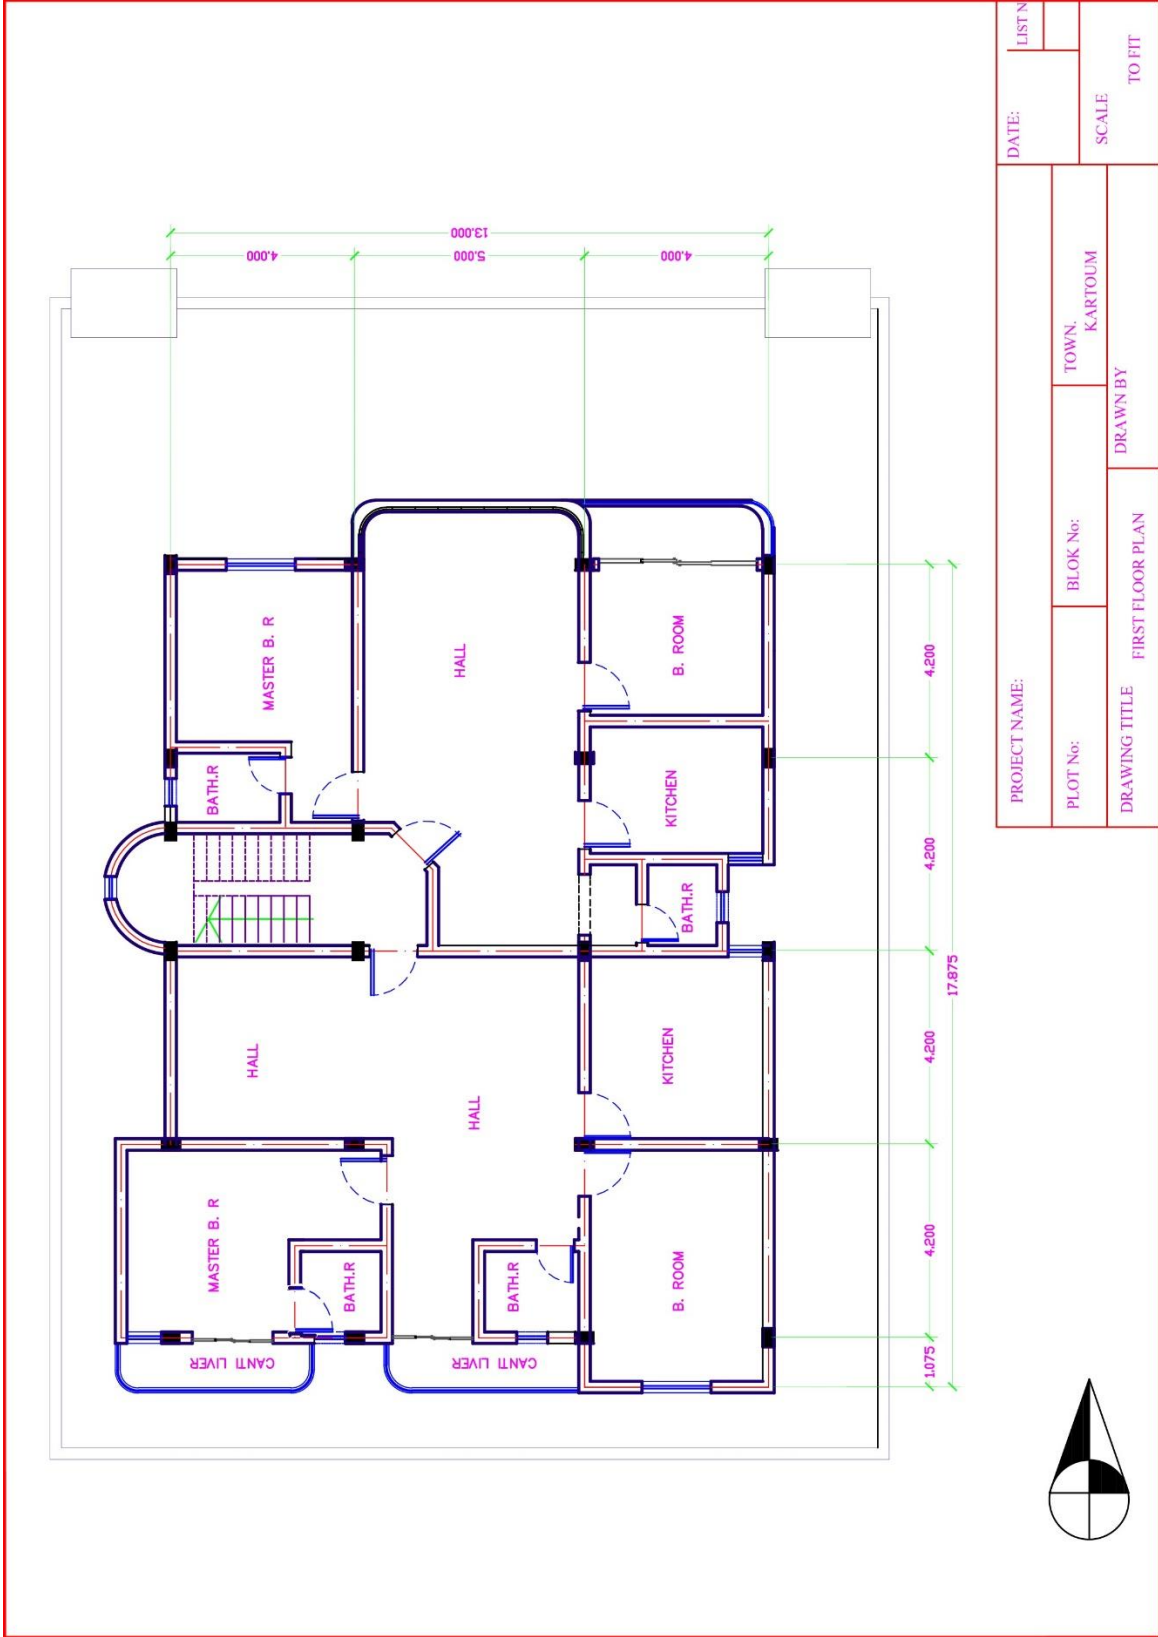 13.000
4.000
5.000
4.000
MASTER B. R
BATH.R
HALL
B. ROOM
KITCHEN
BATH.R
HALL
HALL
KITCHEN
MASTER B. R
BATH.R
BATH.R
B. ROOM
CANTI LIVER
CANTI LIVER
1.075
4.200
4.200
4.200
4.200
17.875
PROJECT NAME:
DATE:
LIST N
PLOT No:
BLOK No:
TOWN.
KARTOUM
SCALE
TO FIT
DRAWING TITLE
FIRST FLOOR PLAN
DRAWN BY